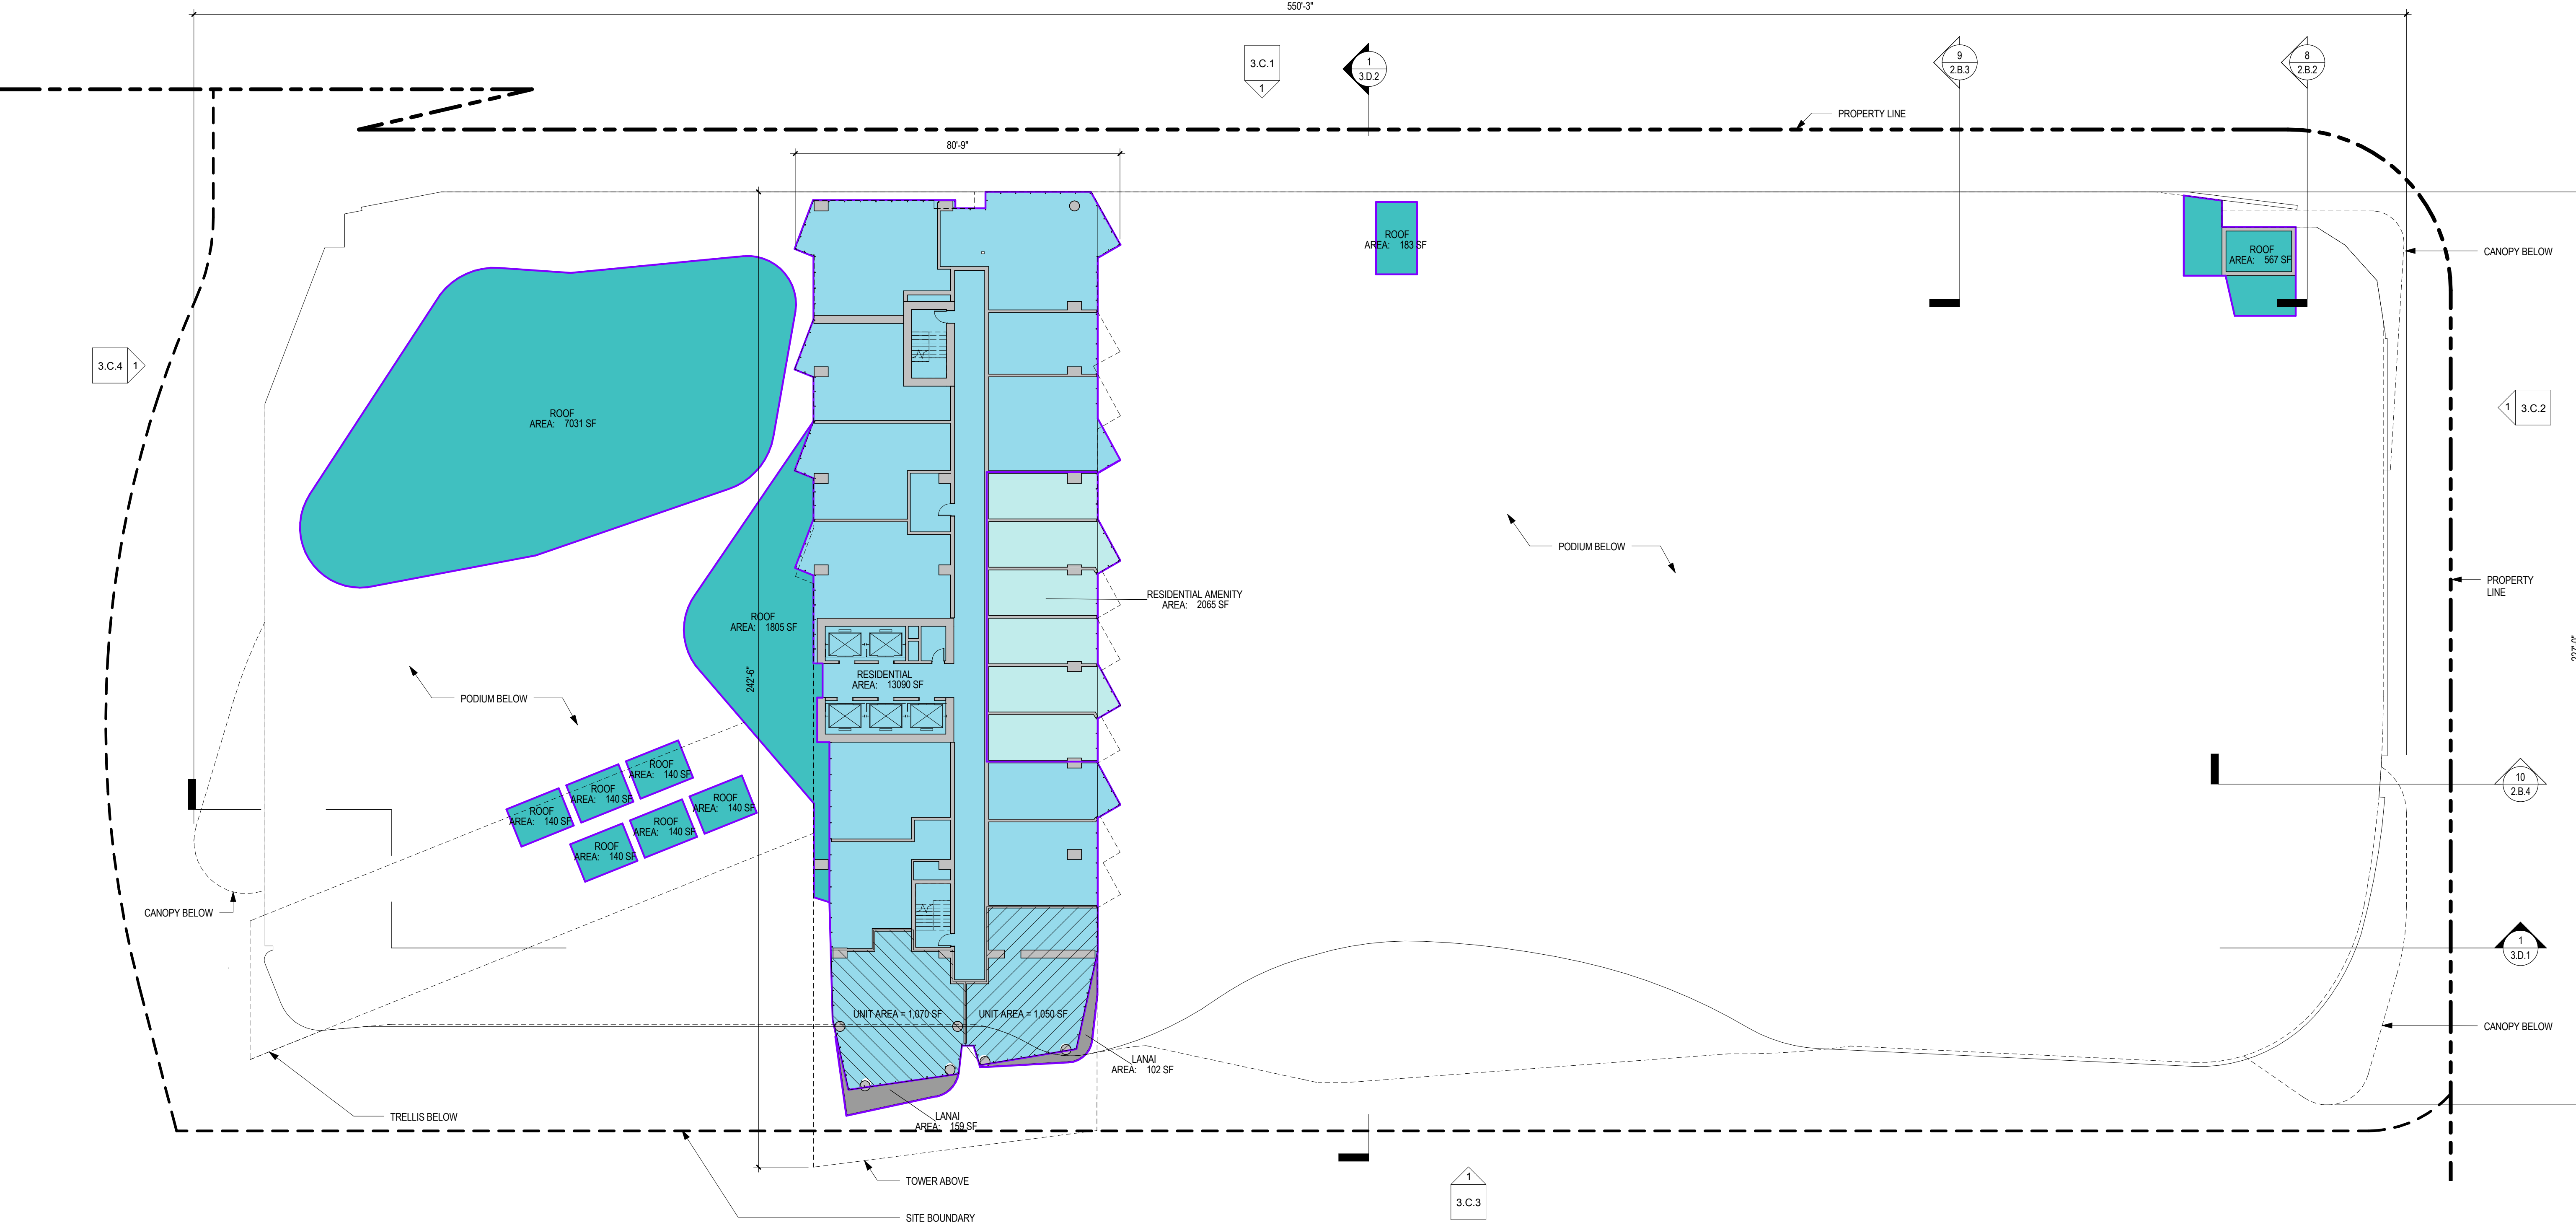 550'-3"
3.C.1
1
1
3.D.2
9
2.B.3
8
2.B.2
PROPERTY LINE
80'-9"
ROOF
AREA: 183 SF
ROOF
AREA: 567 SF
CANOPY BELOW
3.C.4
1
1
3.C.2
ROOF
AREA: 7031 SF
PODIUM BELOW
PROPERTY
LINE
RESIDENTIAL AMENITY
AREA: 2065 SF
ROOF
AREA: 1805 SF
227'-0"
242'-6"
RESIDENTIAL
AREA: 13090 SF
PODIUM BELOW
ROOF
AREA: 140 SF
ROOF
AREA: 140 SF
ROOF
AREA: 140 SF
ROOF
AREA: 140 SF
ROOF
AREA: 140 SF
ROOF
AREA: 140 SF
10
2.B.4
CANOPY BELOW
1
3.D.1
UNIT AREA = 1,070 SF
UNIT AREA = 1,050 SF
CANOPY BELOW
LANAI
AREA: 102 SF
TRELLIS BELOW
LANAI
AREA: 159 SF
TOWER ABOVE
1
3.C.3
SITE BOUNDARY